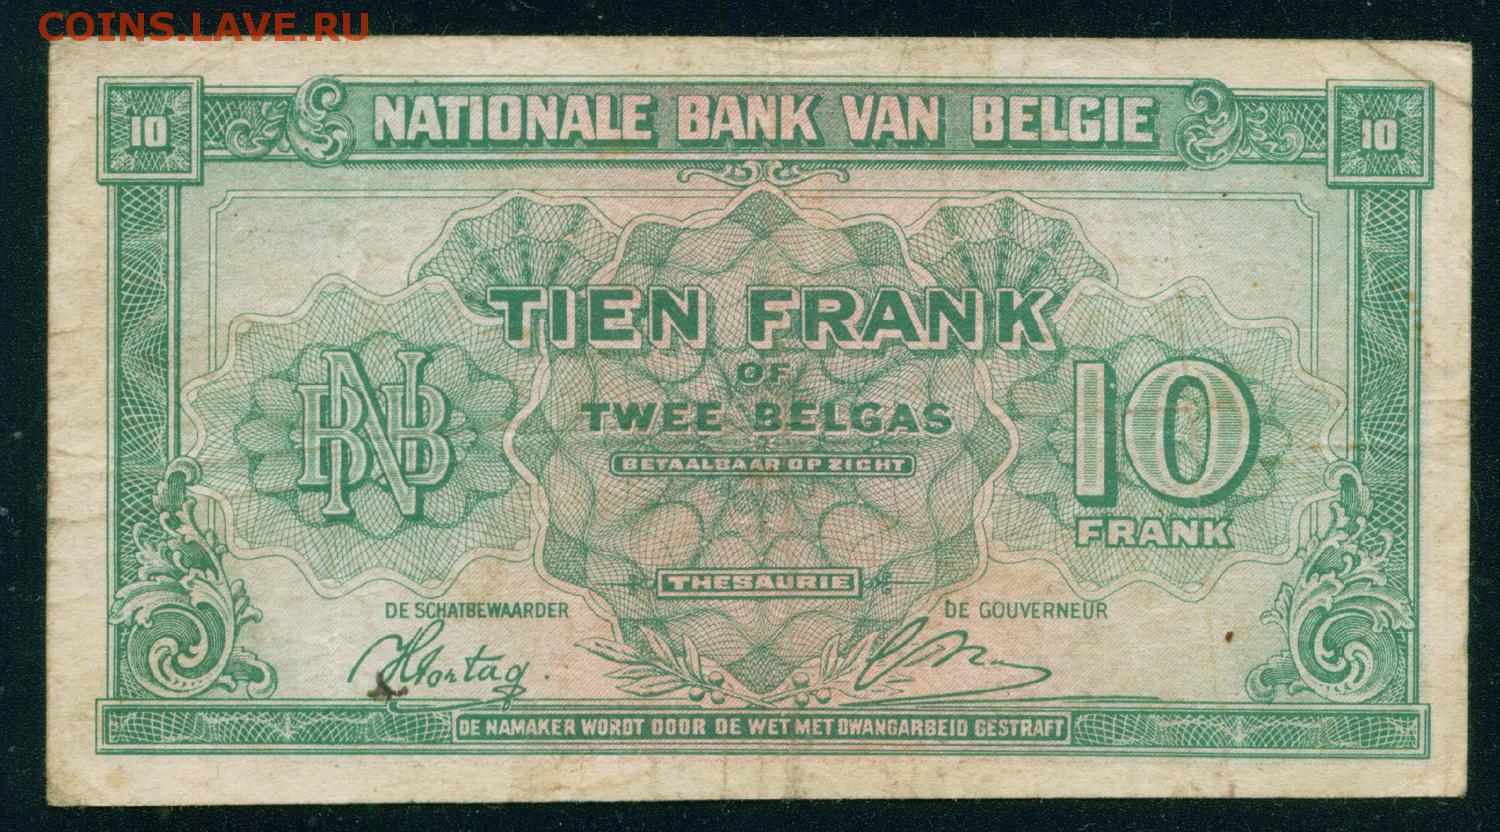 COINS.LAVE.RU
10 NATIONALE BANK VAN BELGIE 10
TIEN FRANK
OF
TWEE BELGAS
BETAALBAAR OP ZICHT
BNB
10
FRANK
THESAURIE
DE SCHATBEWAARDER DE GOUVERNEUR
DE NAMAKER WORDT DOOR DE WET MET DWANGARBEID GESTRAFT